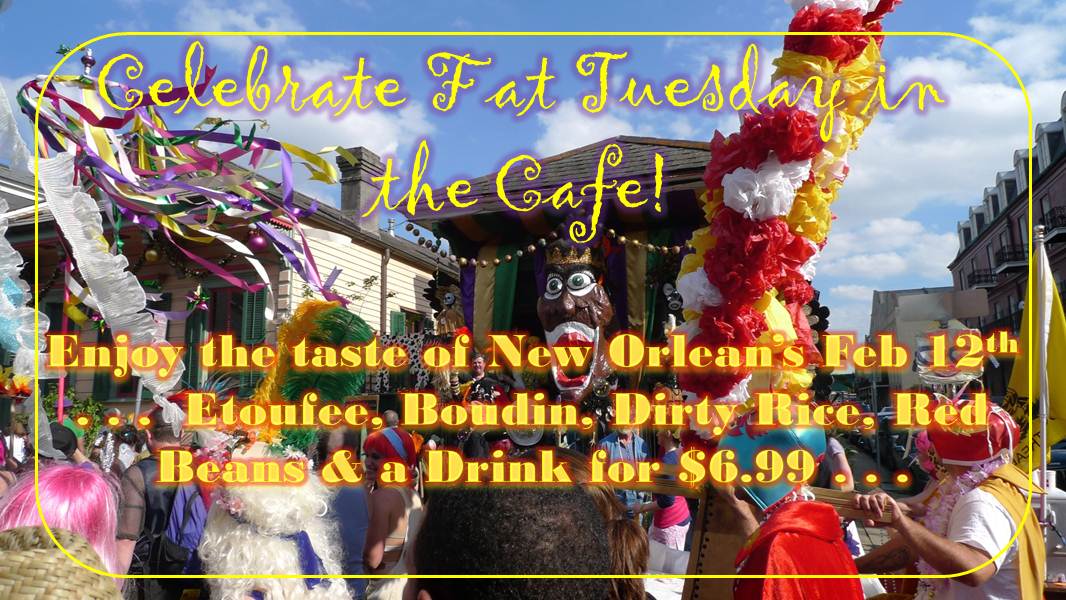 Celebrate Fat Tuesday in
the Cafe!
Enjoy the taste of New Orlean's Feb 12th
. . . Etoufee, Boudin, Dirty Rice, Red
Beans & a Drink for $6.99 . . .